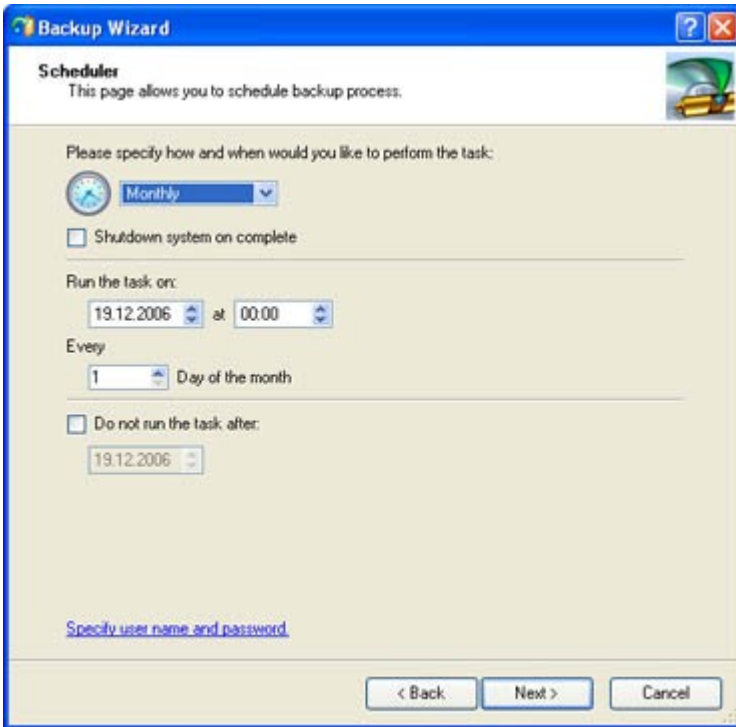 Backup Wizard
Scheduler
This page allows you to schedule backup process.
Please specify how and when would you like to perform the task:
Monthly
Shutdown system on complete
Run the task on:
19.12.2006 at 00:00
Every
1 Day of the month
Do not run the task after:
19.12.2006
Specify user name and password.
< Back Next > Cancel